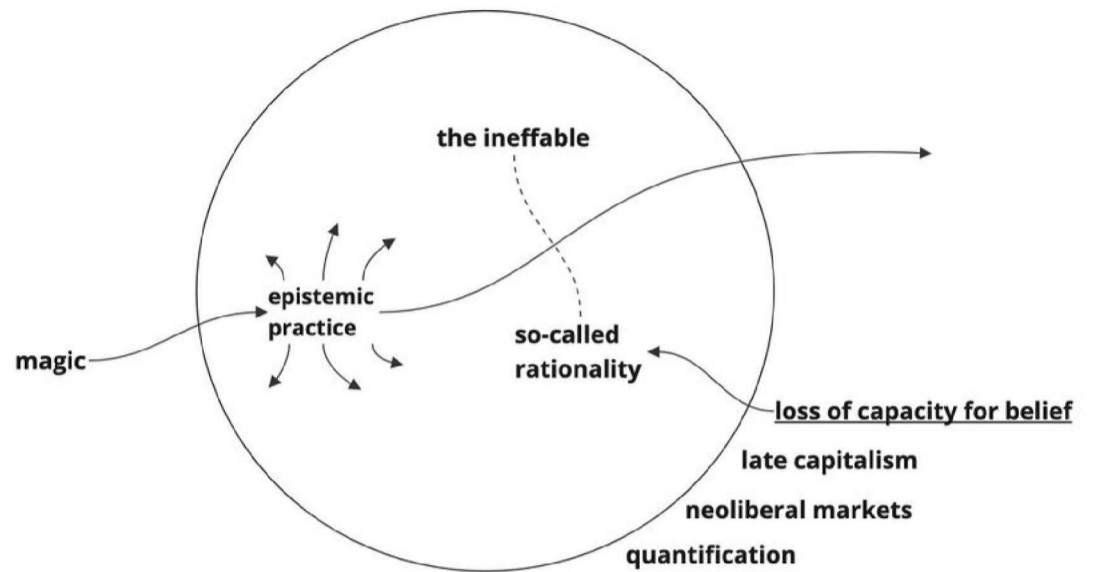 the ineffable
epistemic
practice
magic
so-called
rationality
loss of capacity for belief
late capitalism
neoliberal markets
quantification